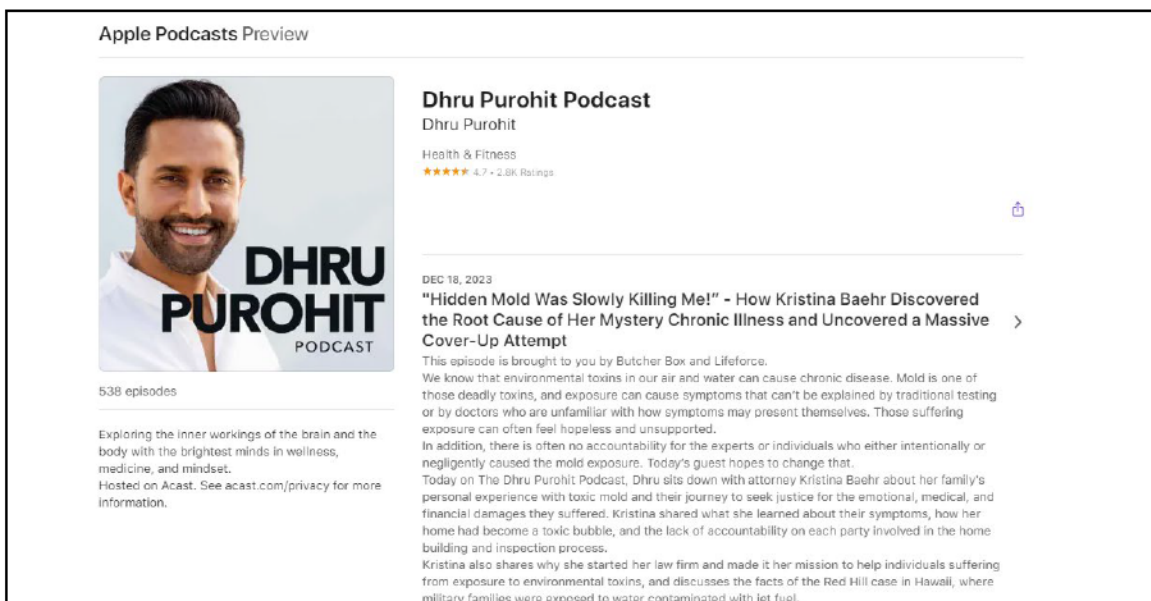 Apple Podcasts Preview
DHRU
PUROHIT
PODCAST
538 episodes
Exploring the inner workings of the brain and the
body with the brightest minds in wellness,
medicine, and mindset.
Hosted on Acast. See acast.com/privacy for more
information.
Dhru Purohit Podcast
Dhru Purohit
Health & Fitness
★★★★★ 4.7 • 2.8K Ratings
DEC 18, 2023
"Hidden Mold Was Slowly Killing Me!” - How Kristina Baehr Discovered
the Root Cause of Her Mystery Chronic Illness and Uncovered a Massive
Cover-Up Attempt
This episode is brought to you by Butcher Box and Lifeforce.
We know that environmental toxins in our air and water can cause chronic disease. Mold is one of
those deadly toxins, and exposure can cause symptoms that can't be explained by traditional testing
or by doctors who are unfamiliar with how symptoms may present themselves. Those suffering
exposure can often feel hopeless and unsupported.
In addition, there is often no accountability for the experts or individuals who either intentionally or
negligently caused the mold exposure. Today's guest hopes to change that.
Today on The Dhru Purohit Podcast, Dhru sits down with attorney Kristina Baehr about her family's
personal experience with toxic mold and their journey to seek justice for the emotional, medical, and
financial damages they suffered. Kristina shared what she learned about their symptoms, how her
home had become a toxic bubble, and the lack of accountability on each party involved in the home
building and inspection process.
Kristina also shares why she started her law firm and made it her mission to help individuals suffering
from exposure to environmental toxins, and discusses the facts of the Red Hill case in Hawaii, where
military families were exposed to water contaminated with jet fuel.